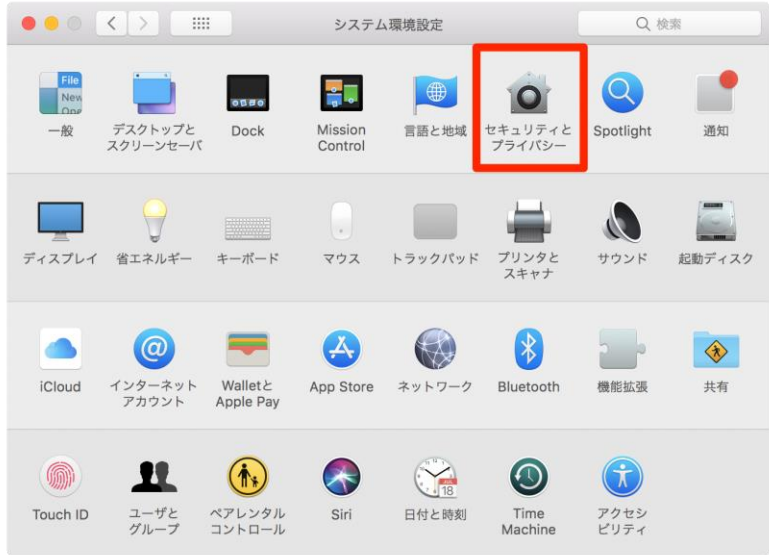 システム環境設定
検索
File
New
Ope
一般
デスクトップと
スクリーンセーバ
Dock
Mission
Control
言語と地域
セキュリティと
プライバシー
Spotlight
通知
ディスプレイ
省エネルギー
キーボード
マウス
トラックパッド
プリンタと
スキャナ
サウンド
起動ディスク
iCloud
インターネット
アカウント
Walletと
Apple Pay
App Store
ネットワーク
Bluetooth
機能拡張
共有
Touch ID
ユーザと
グループ
ペアレンタル
コントロール
Siri
JUL
18
日付と時刻
Time
Machine
アクセシ
ビリティ